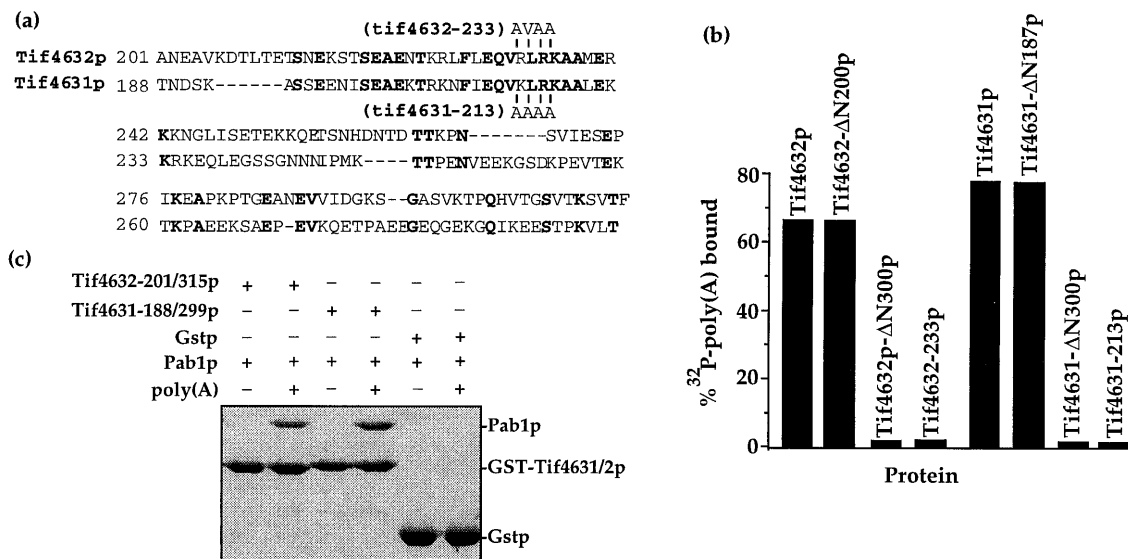 (a)
(tif4632-233) AVAA
Tif4632p 201 ANEAVKDTLTETSNEKSTSEAENTKRLFLEQVRLRKAAMER
Tif4631p 188 TNDSK------ASSEENISEAEKTRKNFIEQVKLRKAALEK
(tif4631-213) AAAA
242 KKNGLISETEKKQETSNHDNTDTTKPN-------SVIESEP
233 KRKEQLEGSSGNNNIPMK----TTPENVEEKGSDKPEVTEK
276 IKEAPKPTGEANEVVIDGKS--GASVKTPQHVTGSVTKSVTF
260 TKPAEEKSAEP-EVKQETPAEEGEQGEKGQIKEESTPKVLT
(b)
% 32P-poly(A) bound
80
60
40
20
0
Tif4632p
Tif4632-ΔN200p
Tif4632p-ΔN300p
Tif4632-233p
Tif4631p
Tif4631-ΔN187p
Tif4631-ΔN300p
Tif4631-213p
Protein
(c)
Tif4632-201/315p + + − − − −
Tif4631-188/299p − − + + − −
Gstp − − − − + +
Pab1p + + + + + +
poly(A) − + − + − +
-Pab1p
-GST-Tif4631/2p
-Gstp